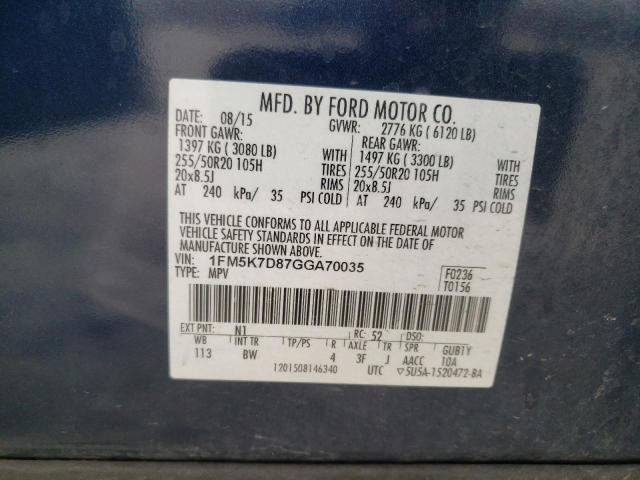 MFD. BY FORD MOTOR CO.
DATE: 08/15 GVWR: 2776 KG ( 6120 LB)
FRONT GAWR: REAR GAWR:
1397 KG ( 3080 LB) WITH 1497 KG ( 3300 LB) WITH
255/50R20 105H TIRES 255/50R20 105H TIRES
20x8.5J RIMS 20x8.5J RIMS
AT 240 kPa/ 35 PSI COLD AT 240 kPa/ 35 PSI COLD
THIS VEHICLE CONFORMS TO ALL APPLICABLE FEDERAL MOTOR
VEHICLE SAFETY STANDARDS IN EFFECT ON THE DATE OF
MANUFACTURE SHOWN ABOVE.
VIN: 1FM5K7D87GGA70035 F0236
TYPE: MPV T0156
EXT PNT: N1 RC: 52 DSO:
WB INT TR TP/PS R AXLE TR SPR GUB1Y
113 BW 4 3F J AACC 10A
1201508146340 UTC ▽5U5A-1520472-BA